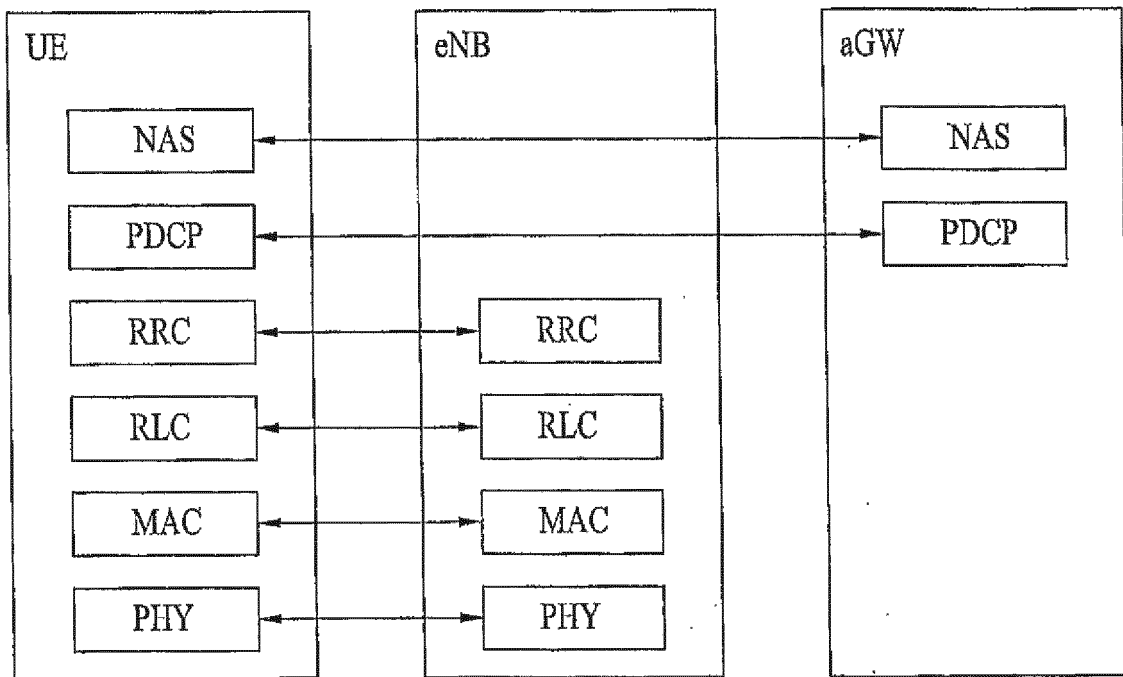 UE eNB aGW
NAS NAS
PDCP PDCP
RRC RRC
RLC RLC
MAC MAC
PHY PHY